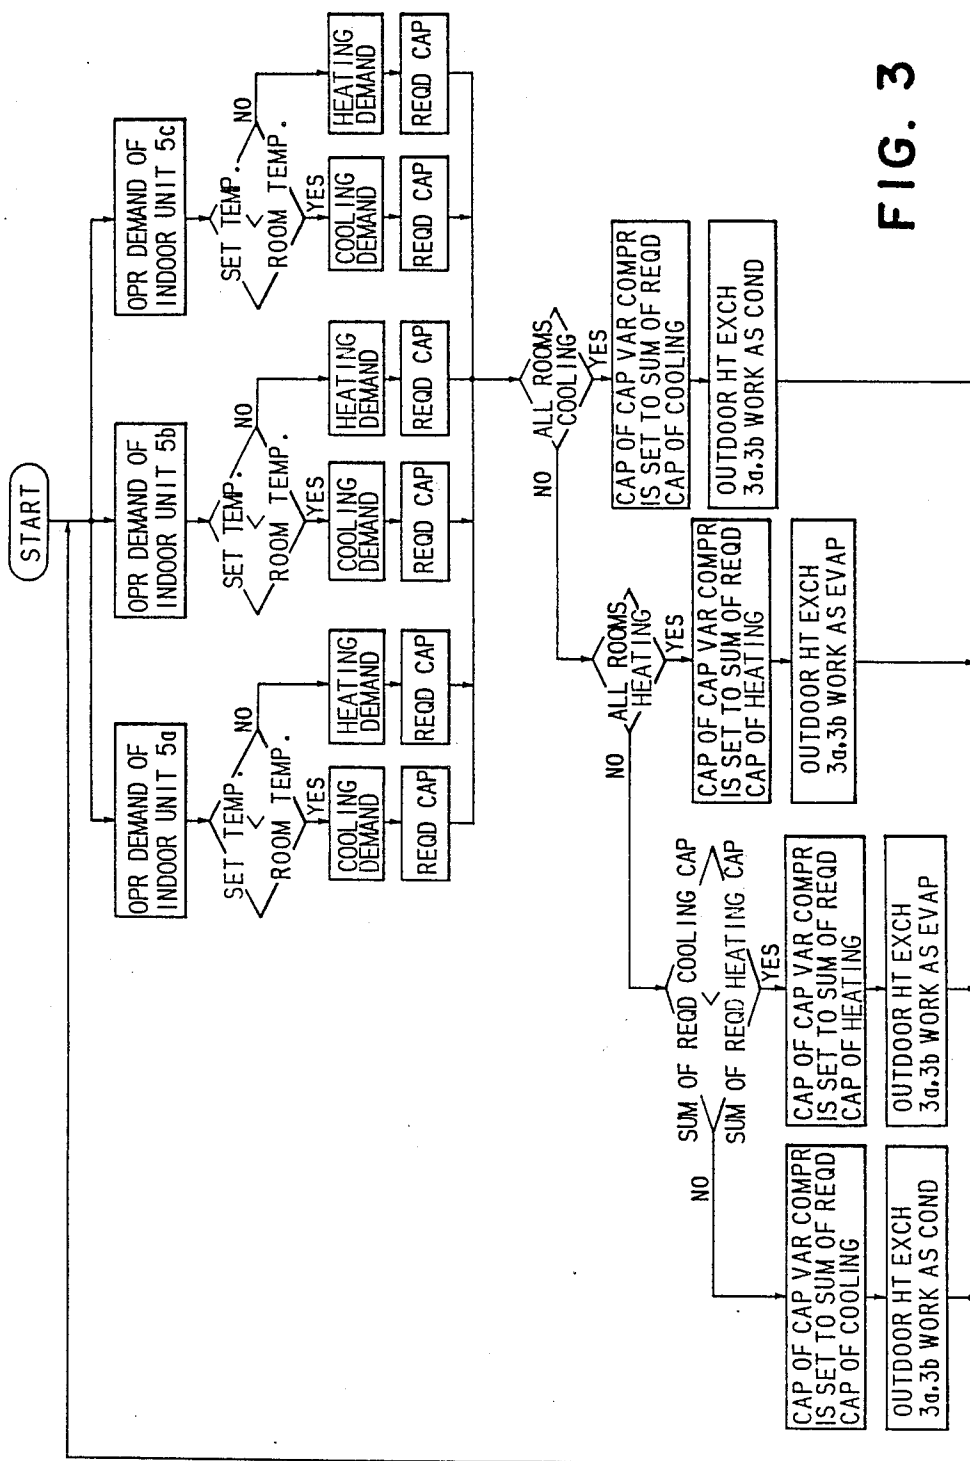 START
OPR DEMAND OF
INDOOR UNIT 5a
SET TEMP.
<
ROOM TEMP.
NO
YES
COOLING
DEMAND
HEATING
DEMAND
REQD CAP
REQD CAP
OPR DEMAND OF
INDOOR UNIT 5b
SET TEMP.
<
ROOM TEMP.
NO
YES
COOLING
DEMAND
HEATING
DEMAND
REQD CAP
REQD CAP
OPR DEMAND OF
INDOOR UNIT 5c
SET TEMP.
<
ROOM TEMP.
NO
YES
COOLING
DEMAND
HEATING
DEMAND
REQD CAP
REQD CAP
ALL ROOMS
COOLING
NO
YES
CAP OF CAP VAR COMPR
IS SET TO SUM OF REQD
CAP OF COOLING
OUTDOOR HT EXCH
3a,3b WORK AS COND
ALL ROOMS
HEATING
NO
YES
CAP OF CAP VAR COMPR
IS SET TO SUM OF REQD
CAP OF HEATING
OUTDOOR HT EXCH
3a,3b WORK AS EVAP
SUM OF REQD COOLING CAP
<
SUM OF REQD HEATING CAP
NO
YES
CAP OF CAP VAR COMPR
IS SET TO SUM OF REQD
CAP OF HEATING
OUTDOOR HT EXCH
3a,3b WORK AS EVAP
CAP OF CAP VAR COMPR
IS SET TO SUM OF REQD
CAP OF COOLING
OUTDOOR HT EXCH
3a,3b WORK AS COND
FIG. 3